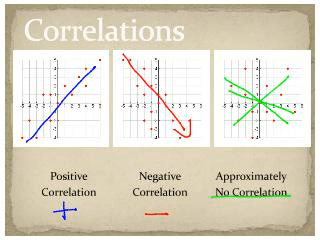 Correlations
Positive Correlation
Negative Correlation
Approximately No Correlation